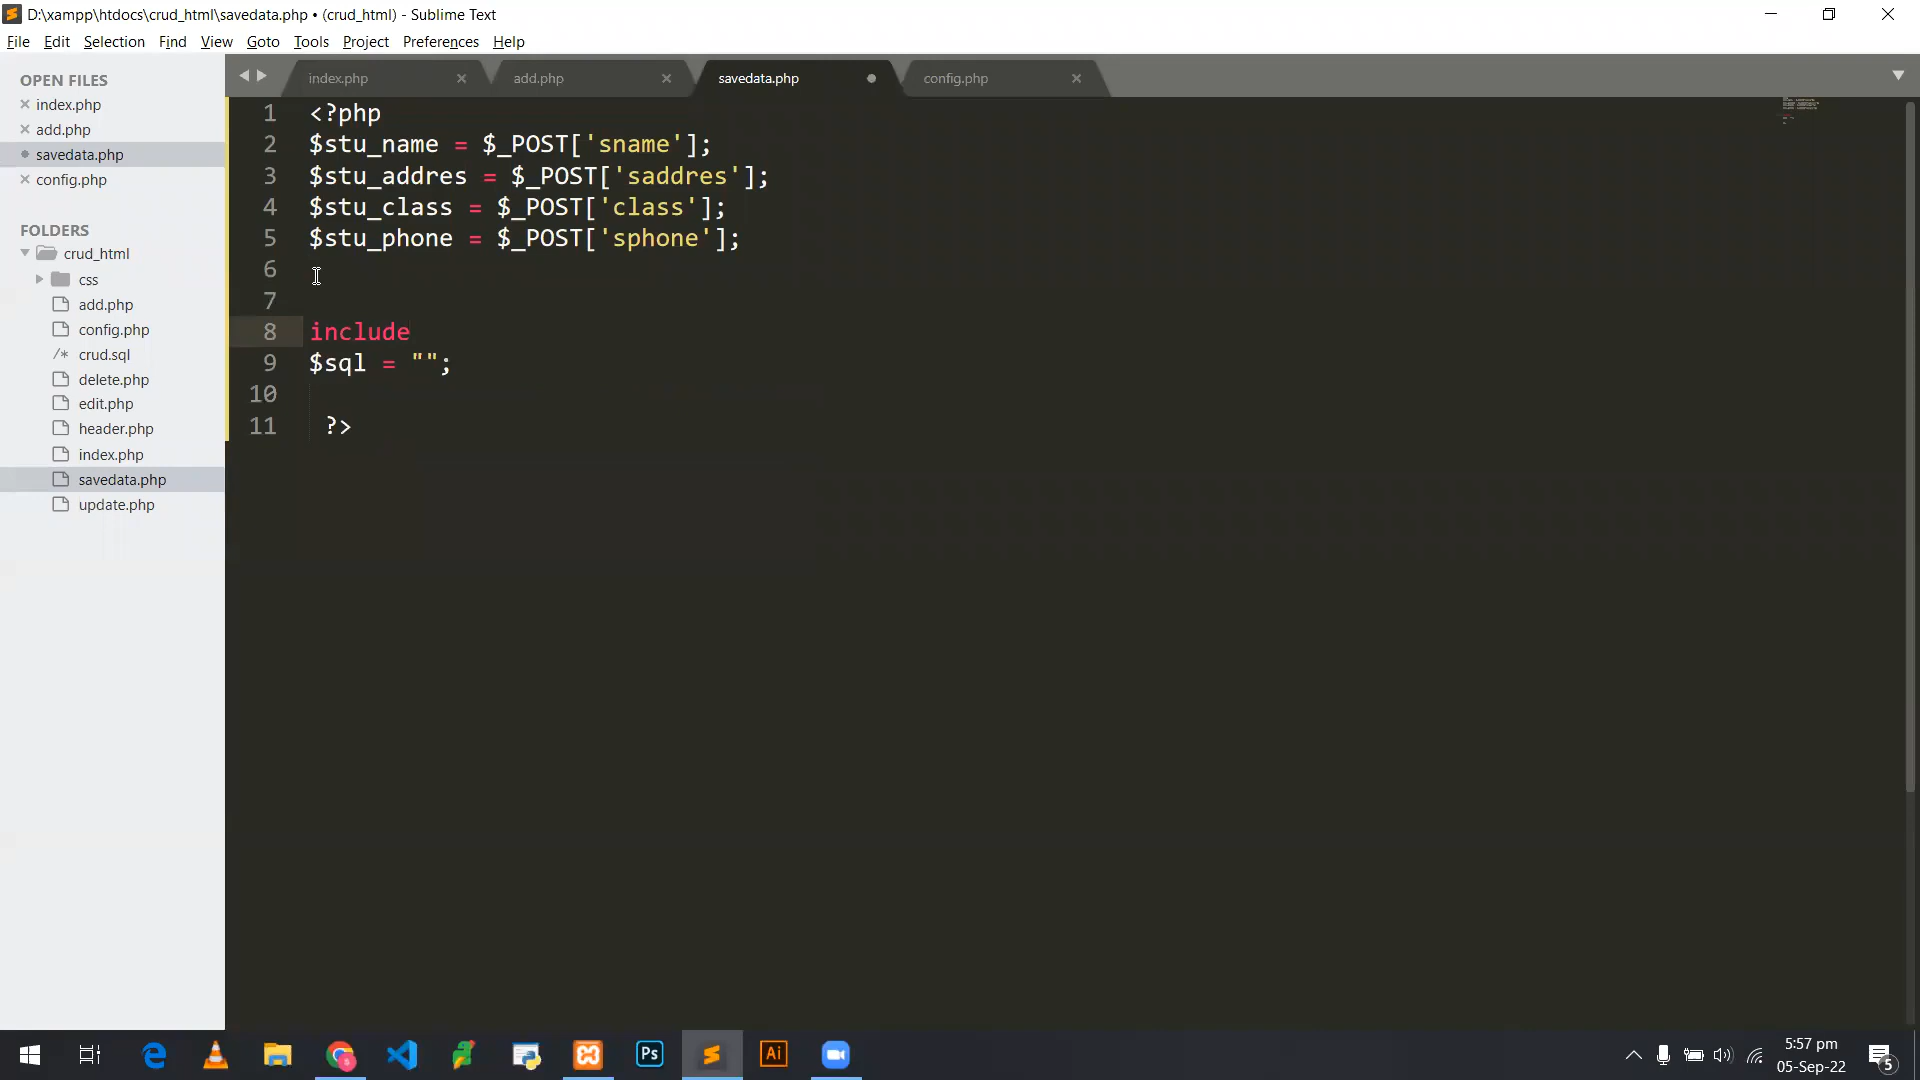 D:\xampp\htdocs\crud_html\savedata.php • (crud_html) - Sublime Text
File Edit Selection Find View Goto Tools Project Preferences Help
OPEN FILES
index.php
add.php
savedata.php
config.php
FOLDERS
crud_html
css
add.php
config.php
/* crud.sql
delete.php
edit.php
header.php
index.php
savedata.php
update.php
index.php add.php savedata.php config.php
1 <?php
2 $stu_name = $_POST['sname'];
3 $stu_addres = $_POST['saddres'];
4 $stu_class = $_POST['class'];
5 $stu_phone = $_POST['sphone'];
6
7
8 include
9 $sql = "";
10
11 ?>
Ps Ai
5:57 pm
05-Sep-22
5